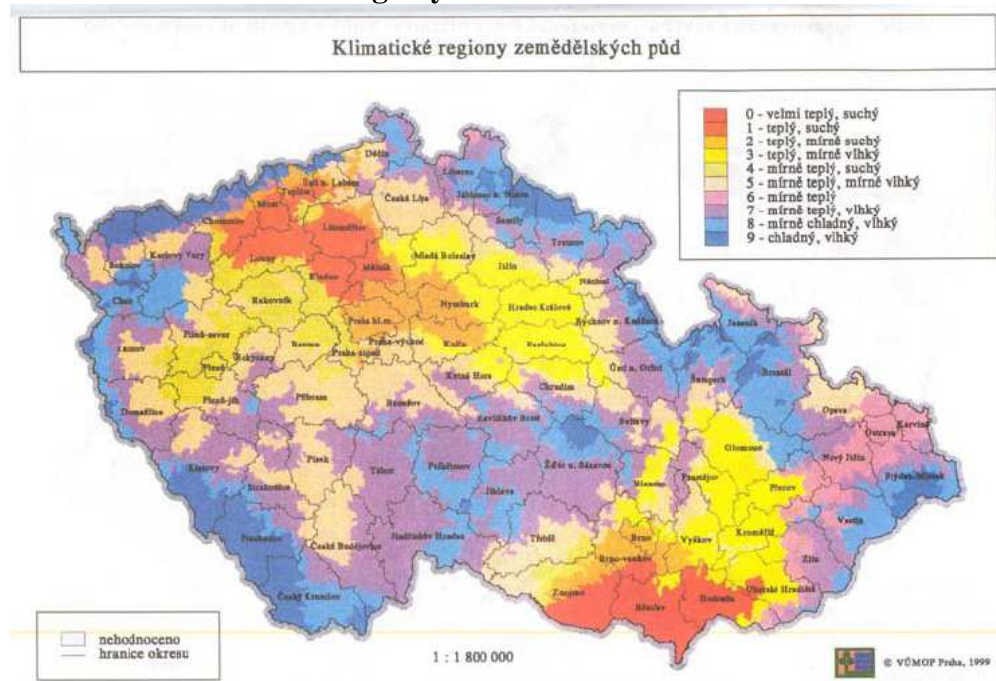 Klimatické regiony zemědělských půd
0 - velmi teplý, suchý
1 - teplý, suchý
2 - teplý, mírně suchý
3 - teplý, mírně vlhký
4 - mírně teplý, suchý
5 - mírně teplý, mírně vlhký
6 - mírně teplý
7 - mírně teplý, vlhký
8 - mírně chladný, vlhký
9 - chladný, vlhký
Děčín
Liberec
Ústí n. Labem
Teplice
Jablonec n. Nisou
Most
Česká Lípa
Chomutov
Litoměřice
Semily
Trutnov
Louny
Mladá Boleslav
Karlovy Vary
Sokolov
Mělník
Jičín
Kladno
Náchod
Cheb
Rakovník
Nymburk
Hradec Králové
Praha hl.m.
Rychnov n. Kněžnou
Jeseník
Plzeň-sever
Beroun
Praha-východ
Kolín
Pardubice
Tachov
Rokycany
Praha-západ
Bruntál
Plzeň
Ústí n. Orlicí
Šumperk
Kutná Hora
Chrudim
Plzeň-jih
Příbram
Benešov
Domažlice
Opava
Karviná
Ostrava
Havlíčkův Brod
Svitavy
Olomouc
Nový Jičín
Klatovy
Písek
Tábor
Pelhřimov
Žďár n. Sázavou
Frýdek-Místek
Strakonice
Jihlava
Blansko
Prostějov
Přerov
Vsetín
Prachatice
České Budějovice
Jindřichův Hradec
Třebíč
Brno
Vyškov
Kroměříž
Zlín
Brno-venkov
Uherské Hradiště
Český Krumlov
Znojmo
Břeclav
Hodonín
nehodnoceno
hranice okresu
1 : 1 800 000
© VÚMOP Praha, 1999